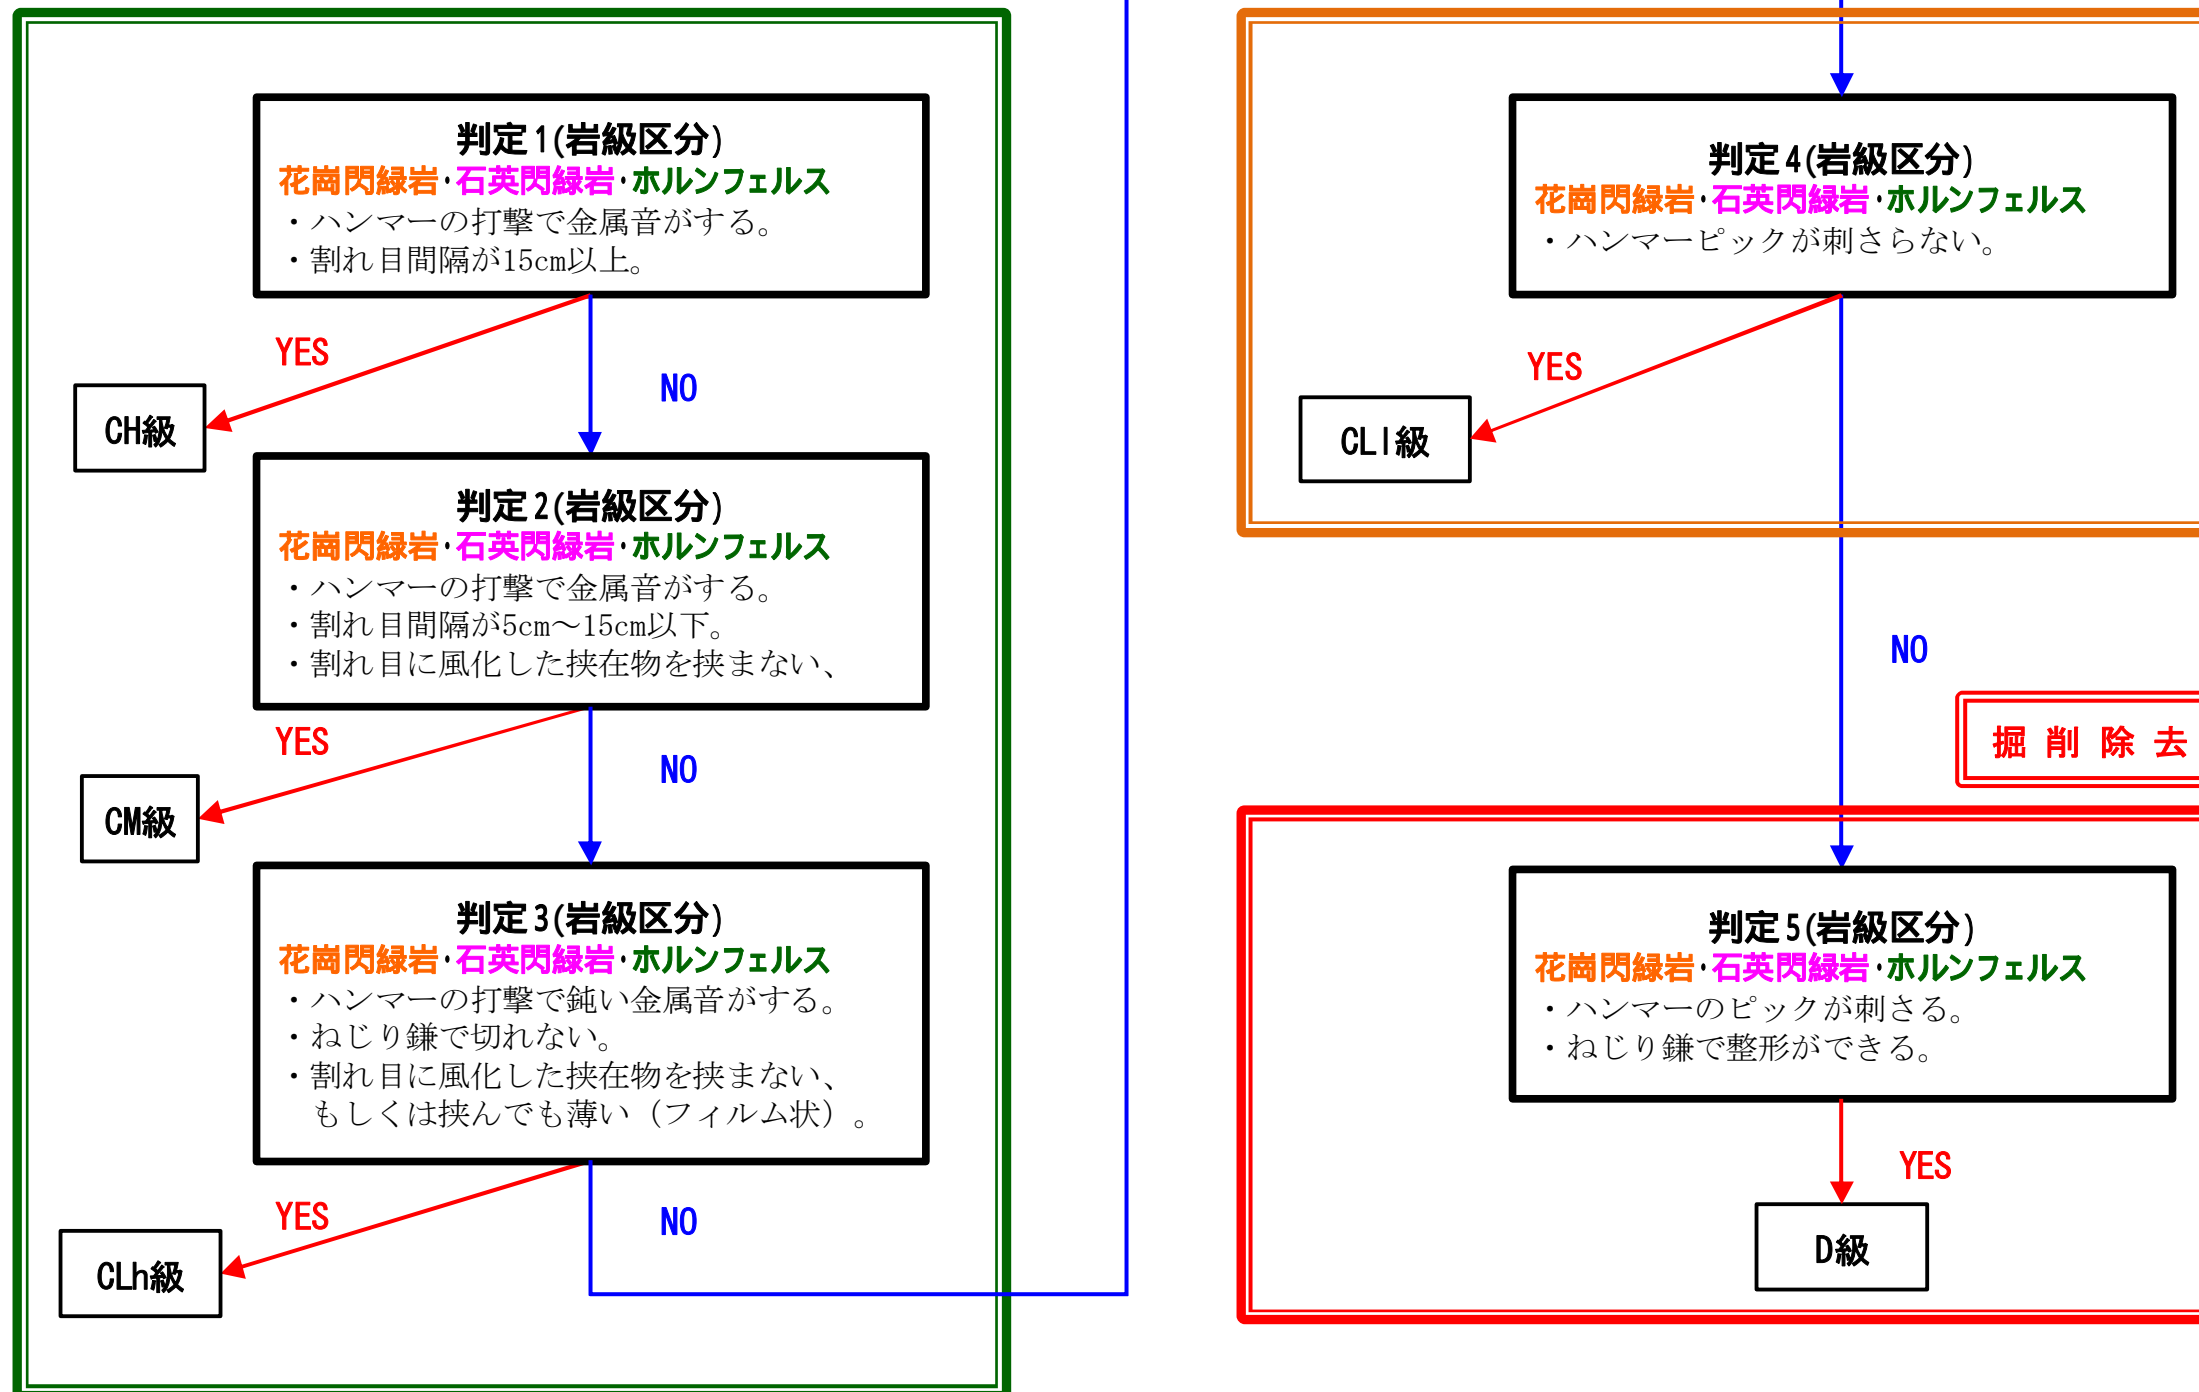 判定1(岩級区分)
花崗閃緑岩･石英閃緑岩･ホルンフェルス
・ハンマーの打撃で金属音がする。
・割れ目間隔が15cm以上。
YES
NO
CH級
判定2(岩級区分)
花崗閃緑岩･石英閃緑岩･ホルンフェルス
・ハンマーの打撃で金属音がする。
・割れ目間隔が5cm～15cm以下。
・割れ目に風化した挟在物を挟まない、
YES
NO
CM級
判定3(岩級区分)
花崗閃緑岩･石英閃緑岩･ホルンフェルス
・ハンマーの打撃で鈍い金属音がする。
・ねじり鎌で切れない。
・割れ目に風化した挟在物を挟まない、
もしくは挟んでも薄い（フィルム状）。
YES
NO
CLh級
判定4(岩級区分)
花崗閃緑岩･石英閃緑岩･ホルンフェルス
・ハンマーピックが刺さらない。
YES
CLl級
NO
掘削除去
判定5(岩級区分)
花崗閃緑岩･石英閃緑岩･ホルンフェルス
・ハンマーのピックが刺さる。
・ねじり鎌で整形ができる。
YES
D級